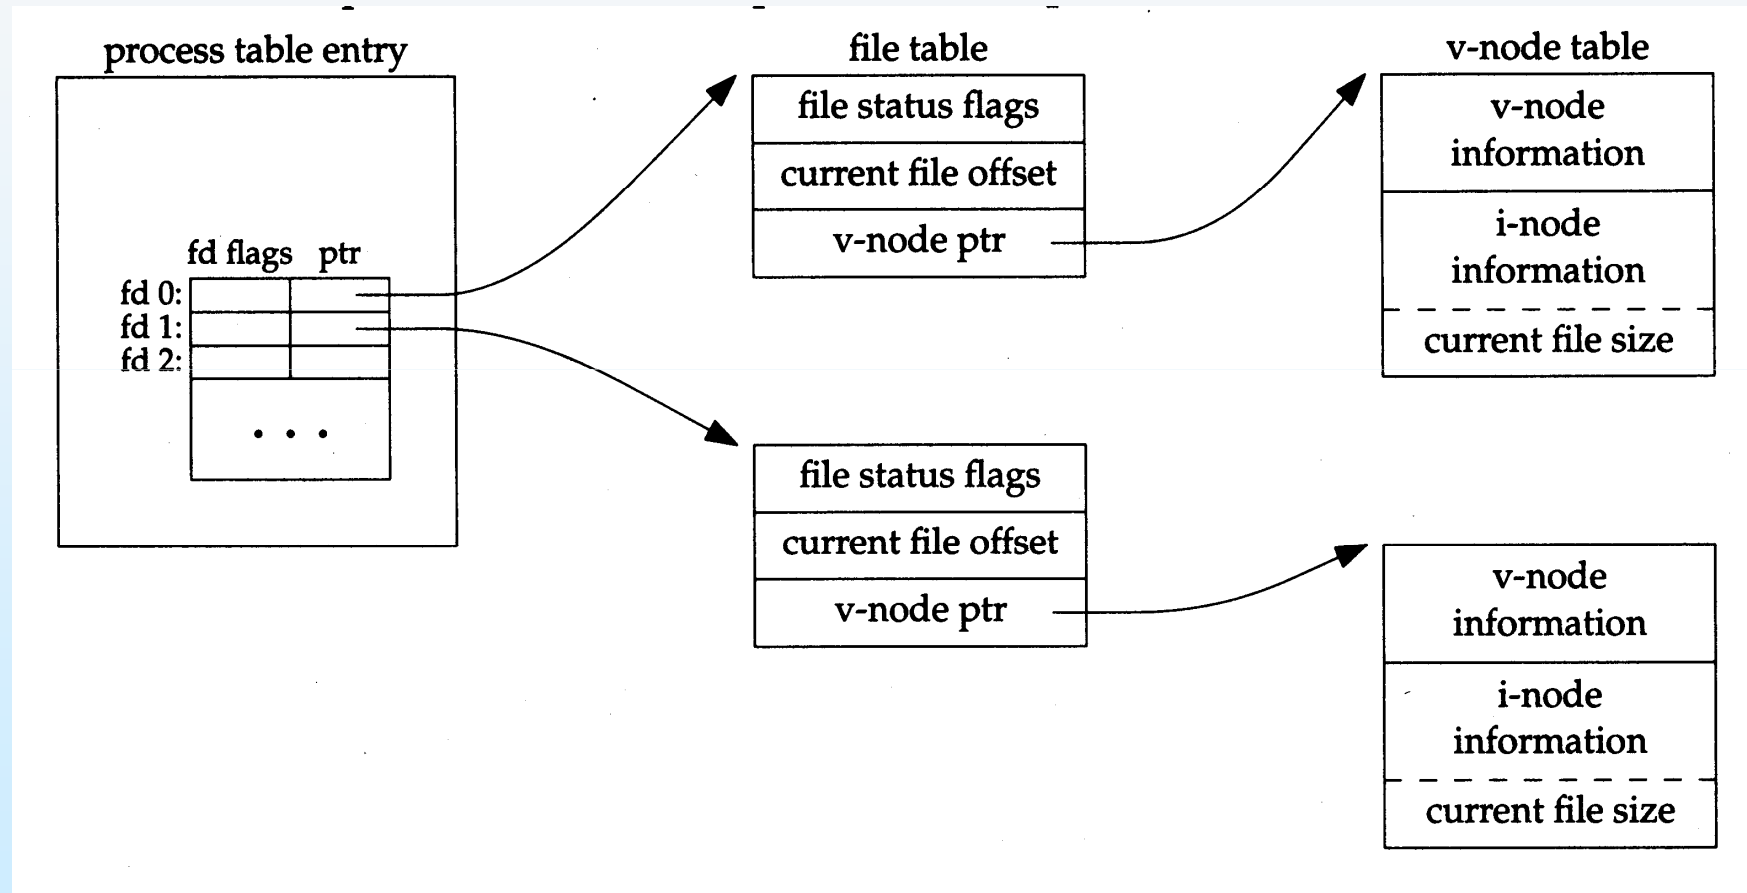 process table entry
fd flags ptr
fd 0:
fd 1:
fd 2:
. . .
file table
file status flags
current file offset
v-node ptr
file status flags
current file offset
v-node ptr
v-node table
v-node
information
i-node
information
current file size
v-node
information
i-node
information
current file size